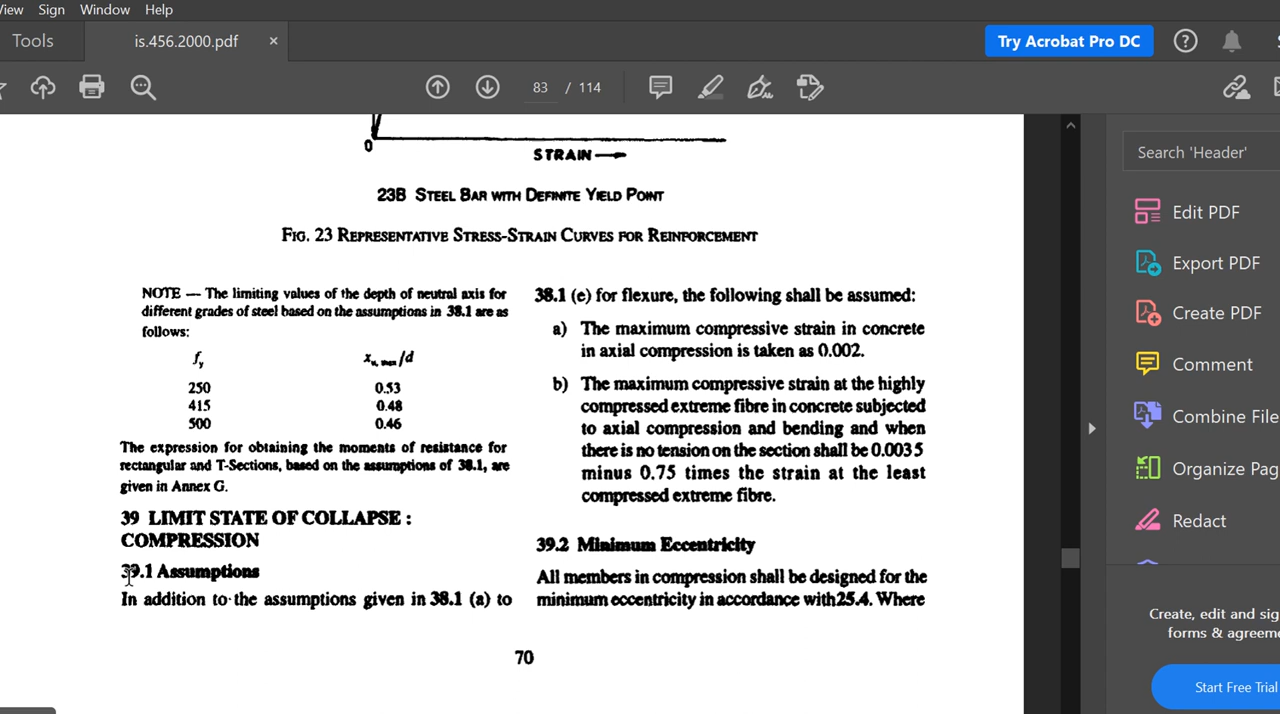 View Sign Window Help
Tools is.456.2000.pdf ×
Try Acrobat Pro DC
83 / 114
0
STRAIN
23B STEEL BAR WITH DEFINITE YIELD POINT
FIG. 23 REPRESENTATIVE STRESS-STRAIN CURVES FOR REINFORCEMENT
NOTE — The limiting values of the depth of neutral axis for
different grades of steel based on the assumptions in 38.1 are as
follows:
fy xu, max/d
250 0.53
415 0.48
500 0.46
The expression for obtaining the moments of resistance for
rectangular and T-Sections, based on the assumptions of 38.1, are
given in Annex G.
39 LIMIT STATE OF COLLAPSE :
COMPRESSION
39.1 Assumptions
In addition to the assumptions given in 38.1 (a) to
38.1 (e) for flexure, the following shall be assumed:
a) The maximum compressive strain in concrete
in axial compression is taken as 0.002.
b) The maximum compressive strain at the highly
compressed extreme fibre in concrete subjected
to axial compression and bending and when
there is no tension on the section shall be 0.0035
minus 0.75 times the strain at the least
compressed extreme fibre.
39.2 Minimum Eccentricity
All members in compression shall be designed for the
minimum eccentricity in accordance with 25.4. Where
70
Search 'Header'
Edit PDF
Export PDF
Create PDF
Comment
Combine File
Organize Pag
Redact
Create, edit and sig
forms & agreem
Start Free Trial